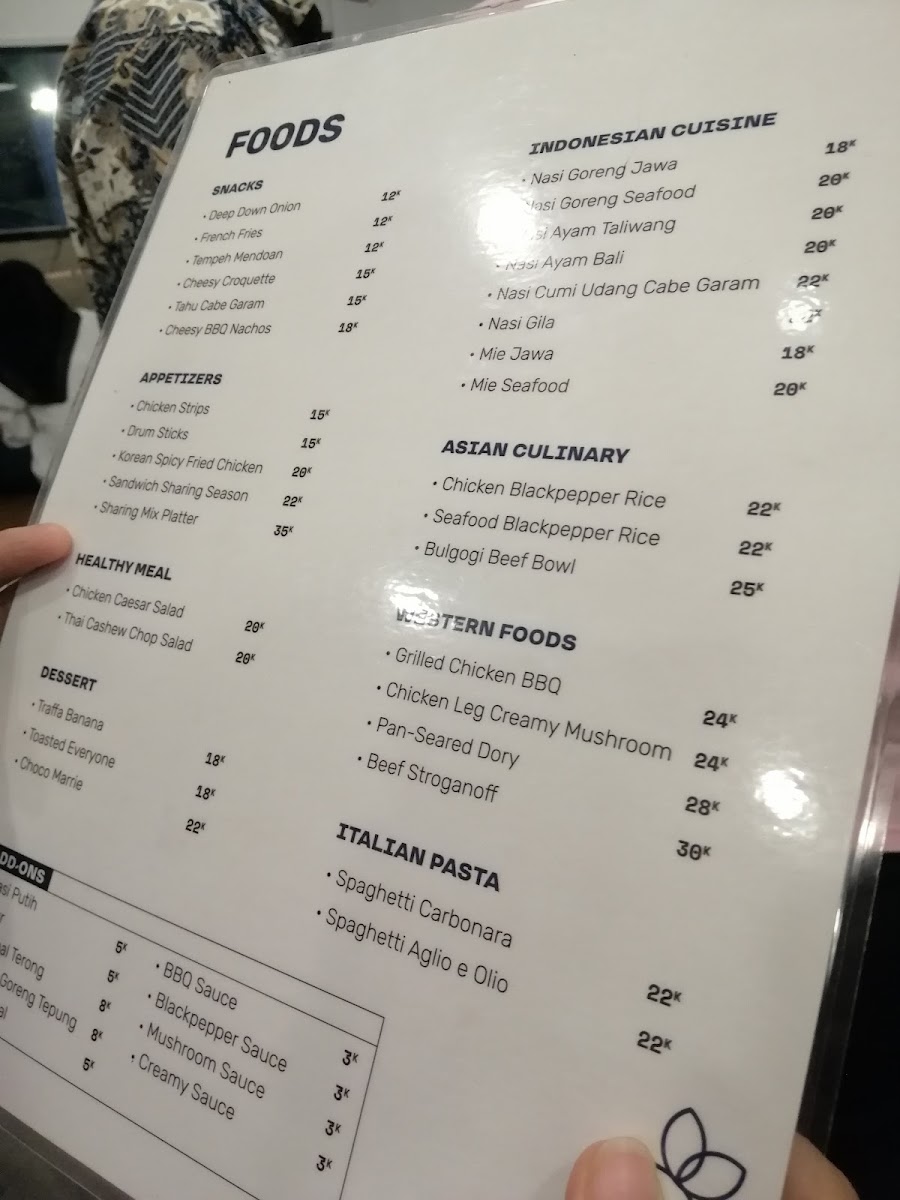 FOODS
SNACKS
• Deep Down Onion 12K
• French Fries 12K
• Tempeh Mendoan 12K
• Cheesy Croquette 15K
• Tahu Cabe Garam 15K
• Cheesy BBQ Nachos 18K
APPETIZERS
• Chicken Strips 15K
• Drum Sticks 15K
• Korean Spicy Fried Chicken 20K
• Sandwich Sharing Season 22K
• Sharing Mix Platter 35K
HEALTHY MEAL
• Chicken Caesar Salad 20K
• Thai Cashew Chop Salad 20K
DESSERT
• Traffa Banana 18K
• Toasted Everyone 18K
• Choco Marrie 22K
DD-ONS
asi Putih 5K
5K
Terong 8K
Goreng Tepung 8K
5K
• BBQ Sauce 3K
• Blackpepper Sauce 3K
• Mushroom Sauce 3K
• Creamy Sauce 3K
INDONESIAN CUISINE
• Nasi Goreng Jawa 18K
Nasi Goreng Seafood 20K
Ayam Taliwang 20K
• Nasi Ayam Bali 20K
• Nasi Cumi Udang Cabe Garam 22K
• Nasi Gila
• Mie Jawa 18K
• Mie Seafood 20K
ASIAN CULINARY
• Chicken Blackpepper Rice 22K
• Seafood Blackpepper Rice 22K
• Bulgogi Beef Bowl 25K
WESTERN FOODS
• Grilled Chicken BBQ 24K
• Chicken Leg Creamy Mushroom 24K
• Pan-Seared Dory 28K
• Beef Stroganoff 30K
ITALIAN PASTA
• Spaghetti Carbonara 22K
• Spaghetti Aglio e Olio 22K